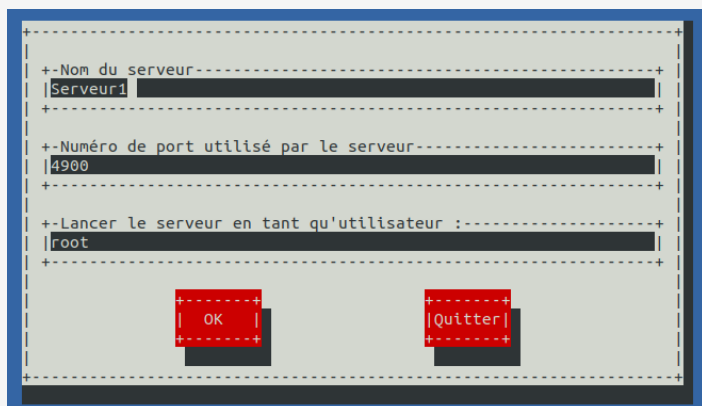 Nom du serveur
Serveur1
Numéro de port utilisé par le serveur
4900
Lancer le serveur en tant qu'utilisateur :
root
OK Quitter